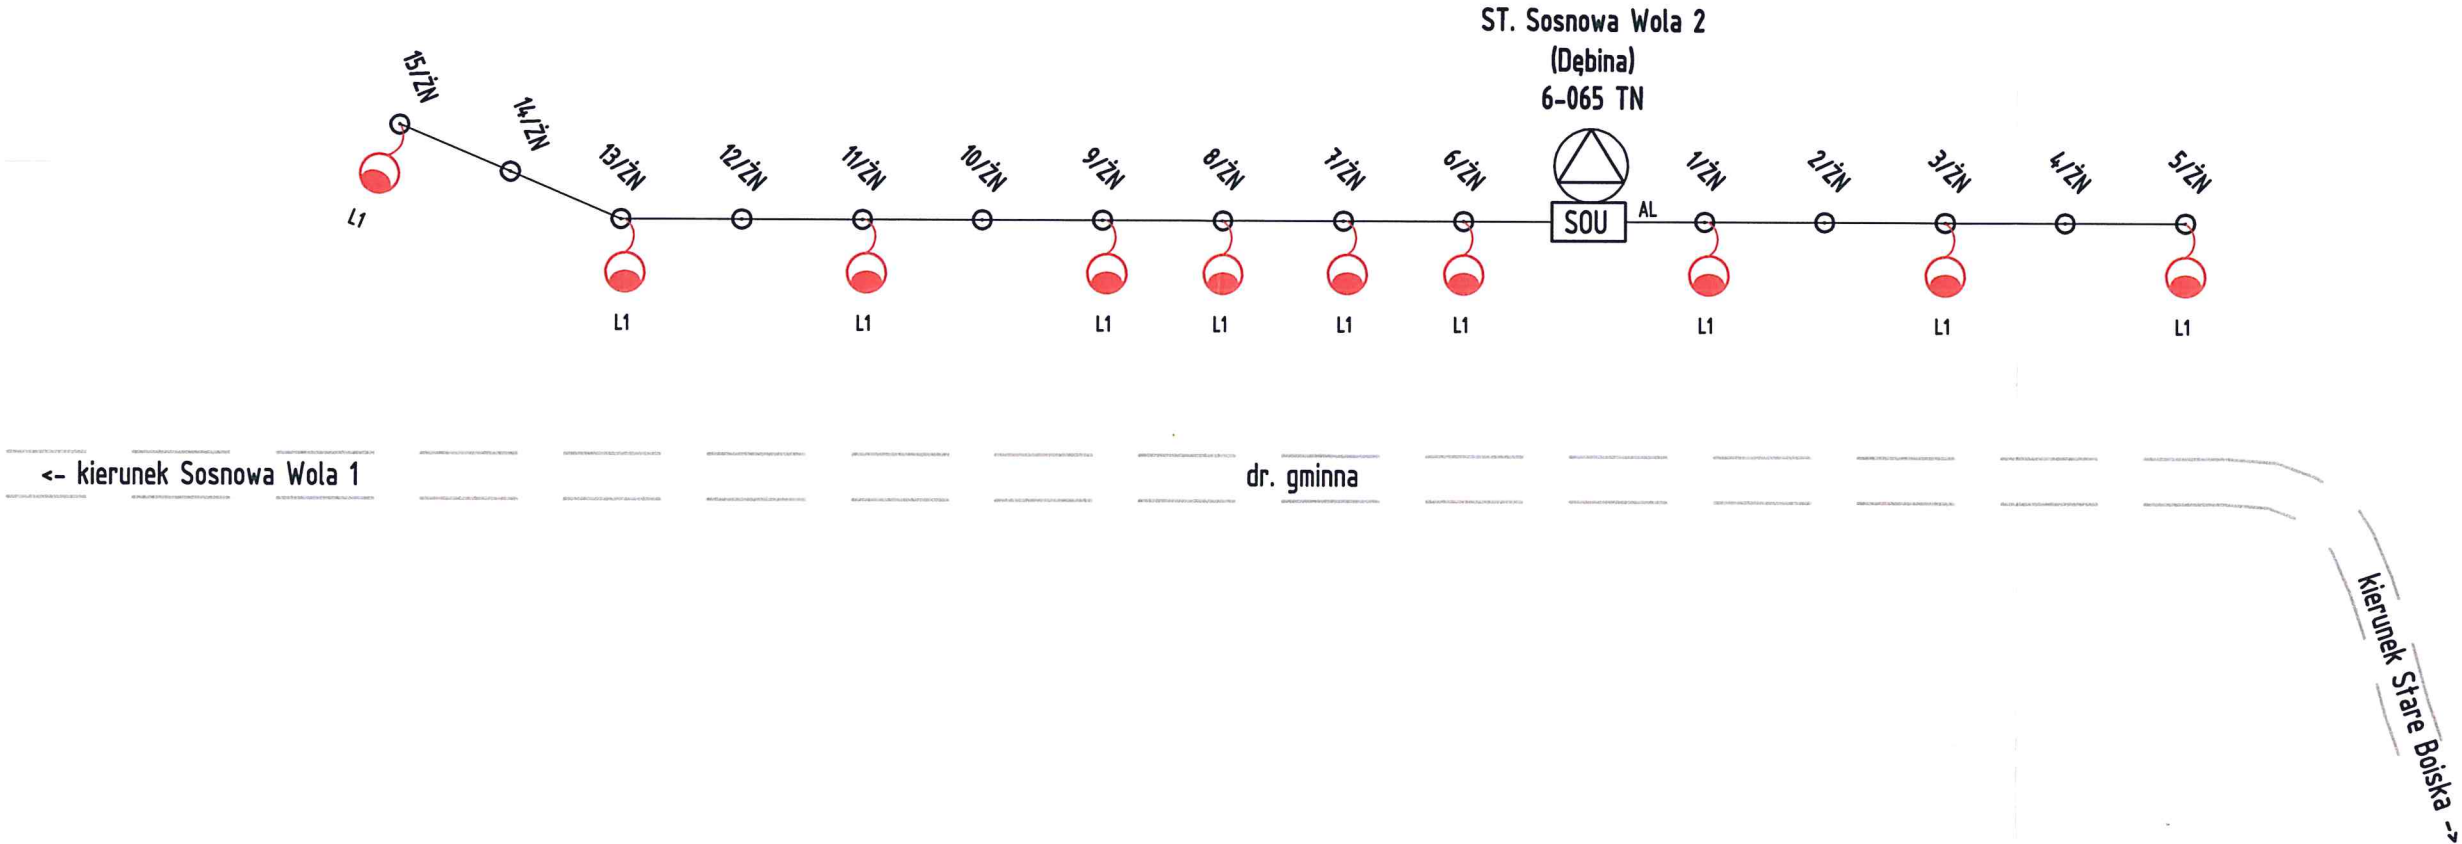 ST. Sosnowa Wola 2
(Dębina)
6-065 TN
15/ŻN
14/ŻN
13/ŻN
12/ŻN
11/ŻN
10/ŻN
9/ŻN
8/ŻN
7/ŻN
6/ŻN
1/ŻN
2/ŻN
3/ŻN
4/ŻN
5/ŻN
SOU
AL
L1
L1
L1
L1
L1
L1
L1
L1
L1
L1
<- kierunek Sosnowa Wola 1
dr. gminna
kierunek Stare Boiska ->